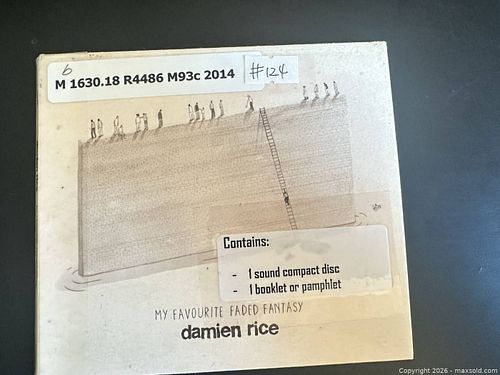 b
M 1630.18 R4486 M93c 2014
#124
Contains:
- 1 sound compact disc
- 1 booklet or pamphlet
MY FAVOURITE FADED FANTASY
damien rice
Copyright 2026 - maxsold.com